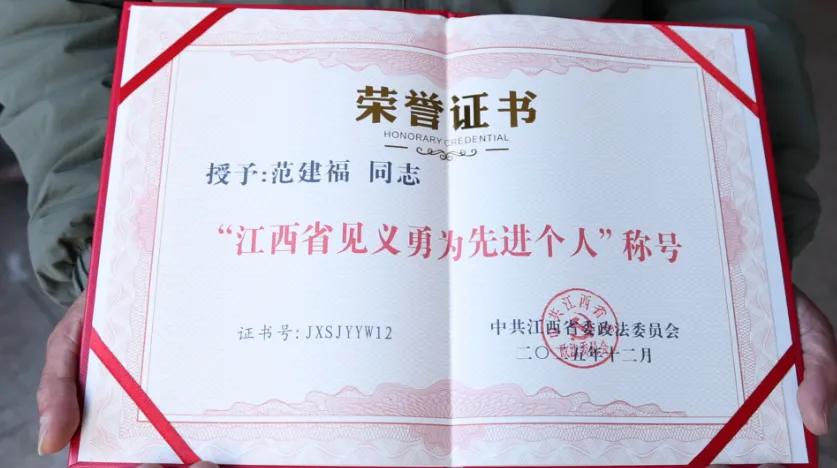 荣誉证书
HONORARY CREDENTIAL
授予:范建福 同志
“江西省见义勇为先进个人”称号
证书号:JXSJYYW12
中共江西省委政法委员会
二〇二五年十二月